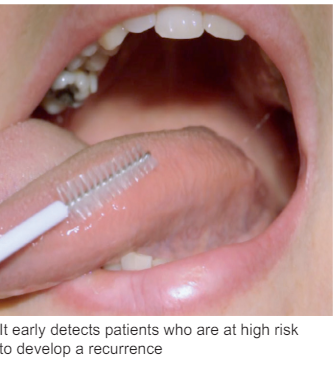 It early detects patients who are at high risk
to develop a recurrence